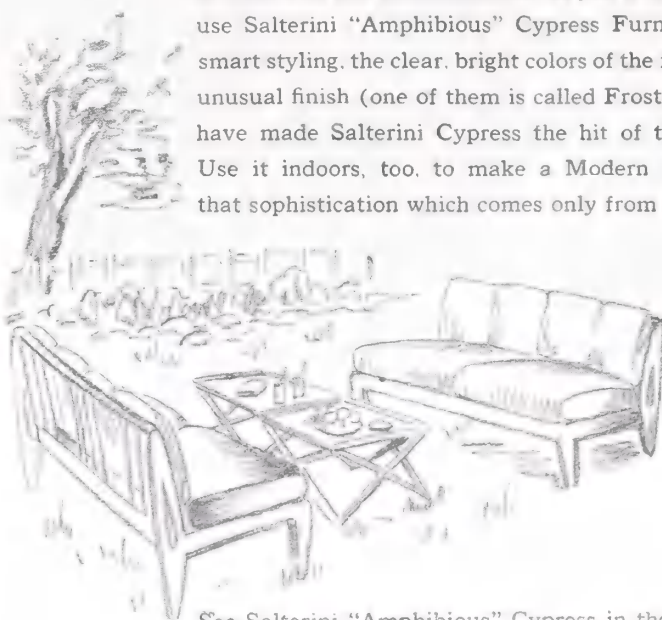 use Salterini “Amphibious” Cypress Furn
smart styling. the clear. bright colors of the
unusual finish (one of them is called Frost
have made Salterini Cypress the hit of t
Use it indoors, too, to make a Modern
that sophistication which comes only from
See Salterini “Amphibious” Cypress in the